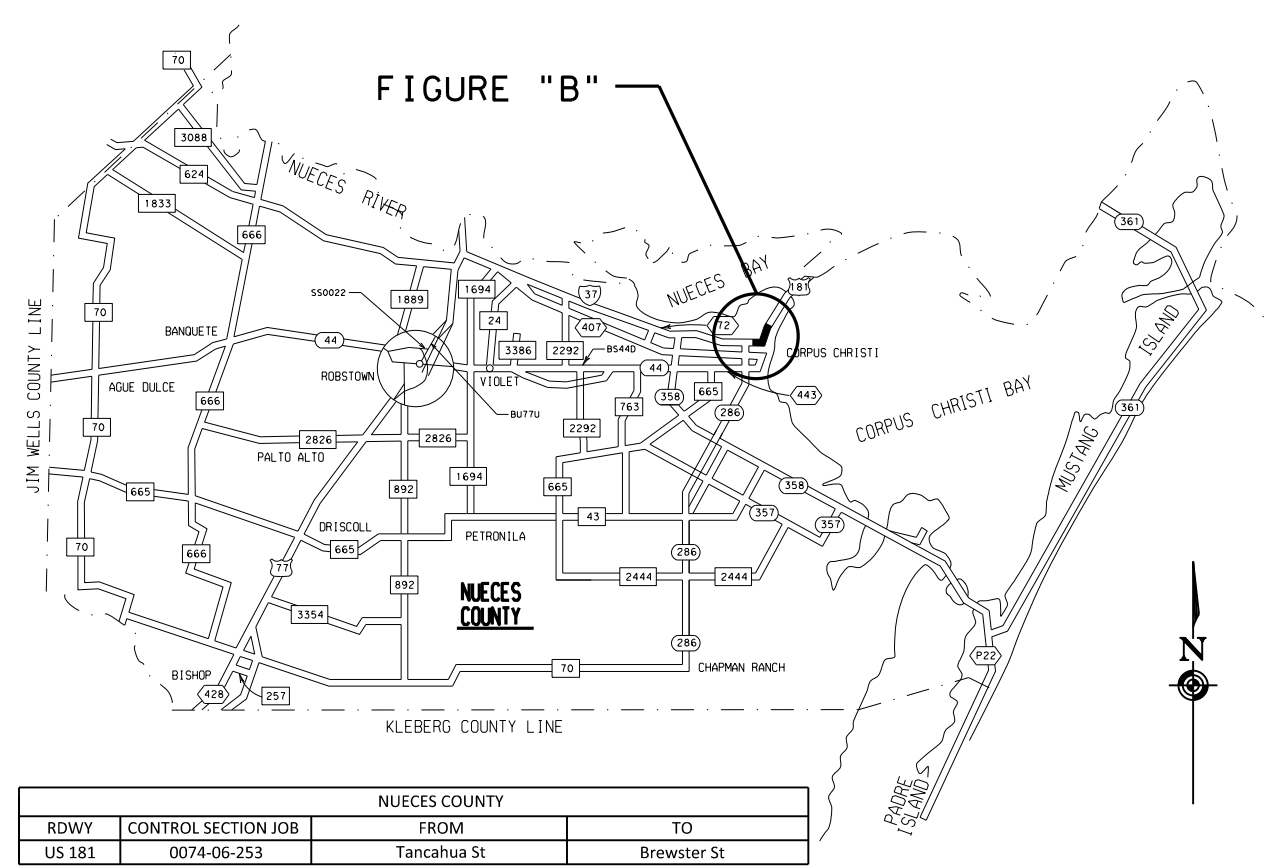 70
FIGURE "B"
3088
NUECES RIVER
624
1833
361
666
NUECES BAY
181
SS0022
1889
1694
37
70
24
407
72
ISLAND
JIM WELLS COUNTY LINE
BANQUETE
44
3386
2292
BS44D
CORPUS CHRISTI
ROBSTOWN
VIOLET
44
AGUE DULCE
358
665
443
666
763
286
CORPUS CHRISTI BAY
361
BU77U
70
2826
2826
2292
MUSTANG
PALTO ALTO
1694
665
892
665
358
DRISCOLL
43
357
357
PETRONILA
70
666
665
286
77
892
2444
2444
NUECES
COUNTY
3354
286
P22
N
BISHOP
70
CHAPMAN RANCH
428
257
KLEBERG COUNTY LINE
PADRE
ISLAND
NUECES COUNTY
RDWY CONTROL SECTION JOB FROM TO
US 181 0074-06-253 Tancahua St Brewster St